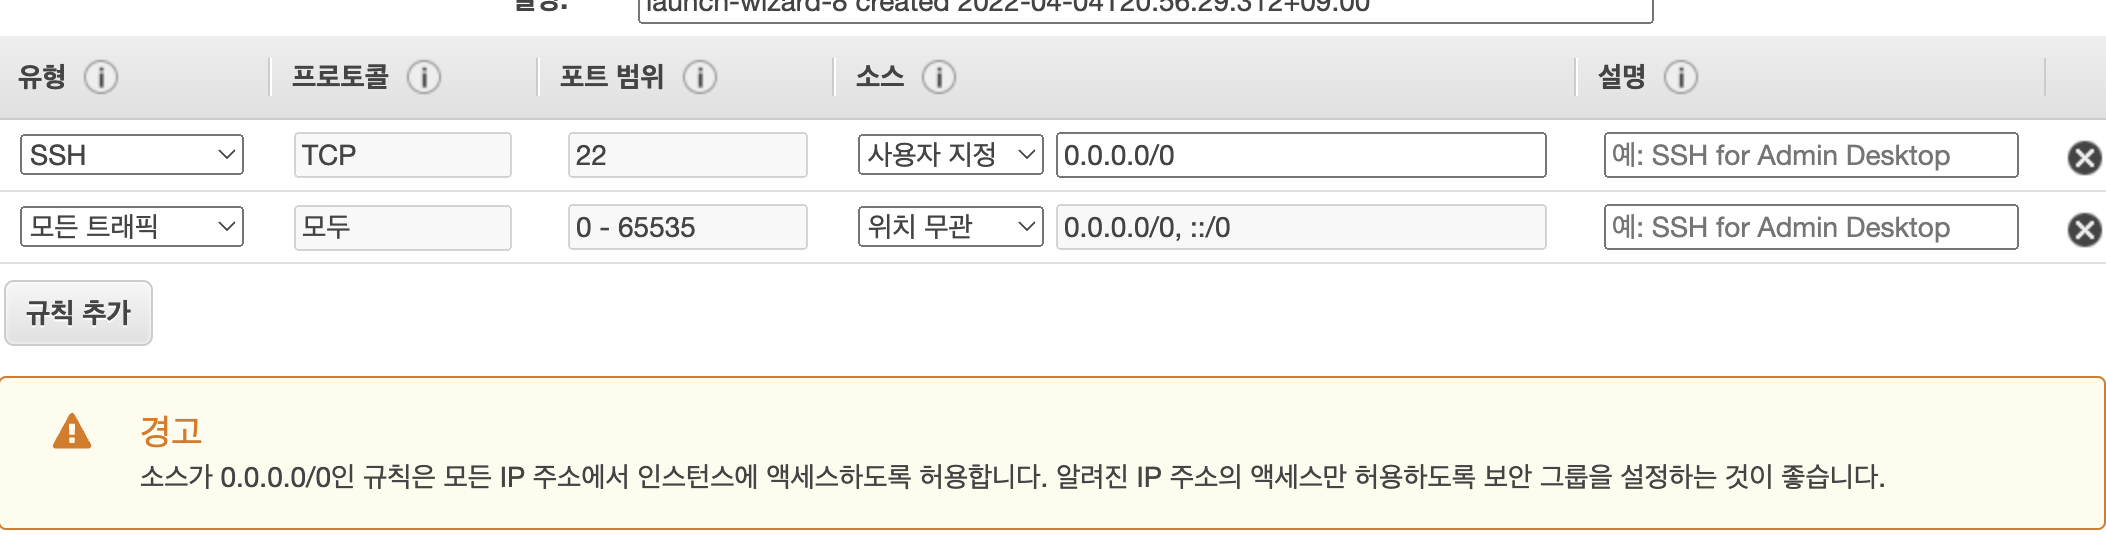 launch-wizard-8 created 2022-04-04T20:56:29.312+09:00
유형 프로토콜 포트 범위 소스 설명
SSH TCP 22 사용자 지정 0.0.0.0/0 예: SSH for Admin Desktop
모든 트래픽 모두 0 - 65535 위치 무관 0.0.0.0/0, ::/0 예: SSH for Admin Desktop
규칙 추가
경고
소스가 0.0.0.0/0인 규칙은 모든 IP 주소에서 인스턴스에 액세스하도록 허용합니다. 알려진 IP 주소의 액세스만 허용하도록 보안 그룹을 설정하는 것이 좋습니다.